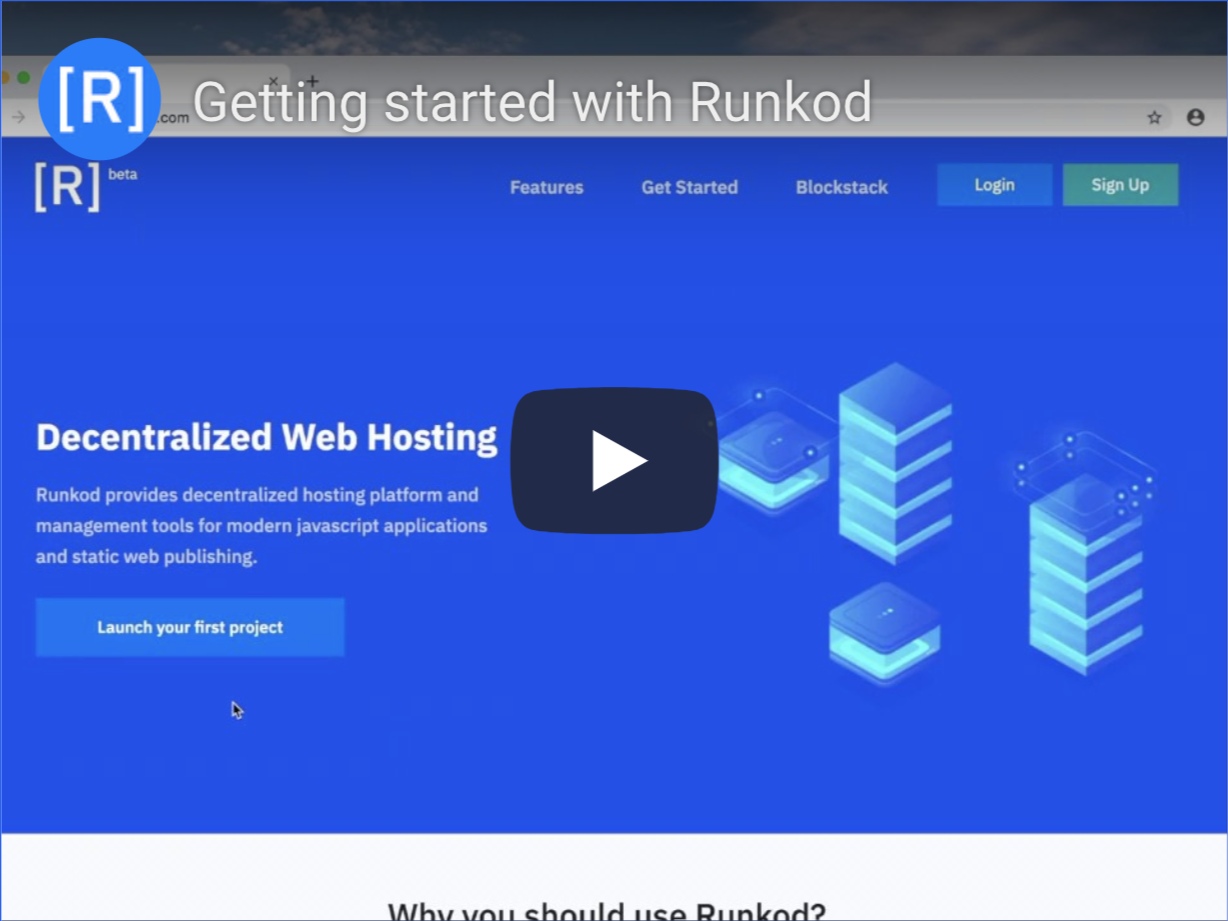 [R] Getting started with Runkod
.com
[R] beta
Features Get Started Blockstack Login Sign Up
Decentralized Web Hosting
Runkod provides decentralized hosting platform and
management tools for modern javascript applications
and static web publishing.
Launch your first project
Why you should use Runkod?